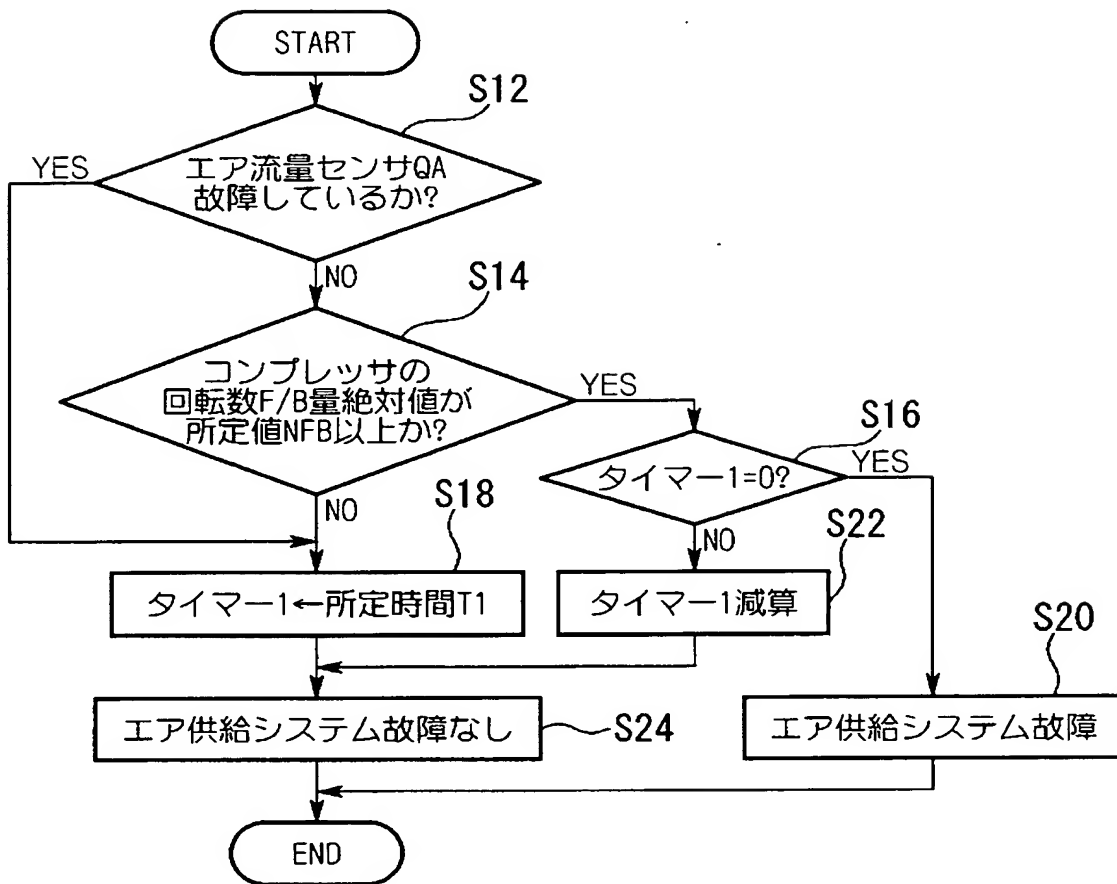 START
S12
YES
エア流量センサQA
故障しているか?
NO
S14
コンプレッサの
回転数F/B量絶対値が
所定値NFB以上か?
YES
S16
タイマー1=0?
YES
NO
S18
NO
S22
タイマー1←所定時間T1
タイマー1減算
S20
エア供給システム故障なし
S24
エア供給システム故障
END